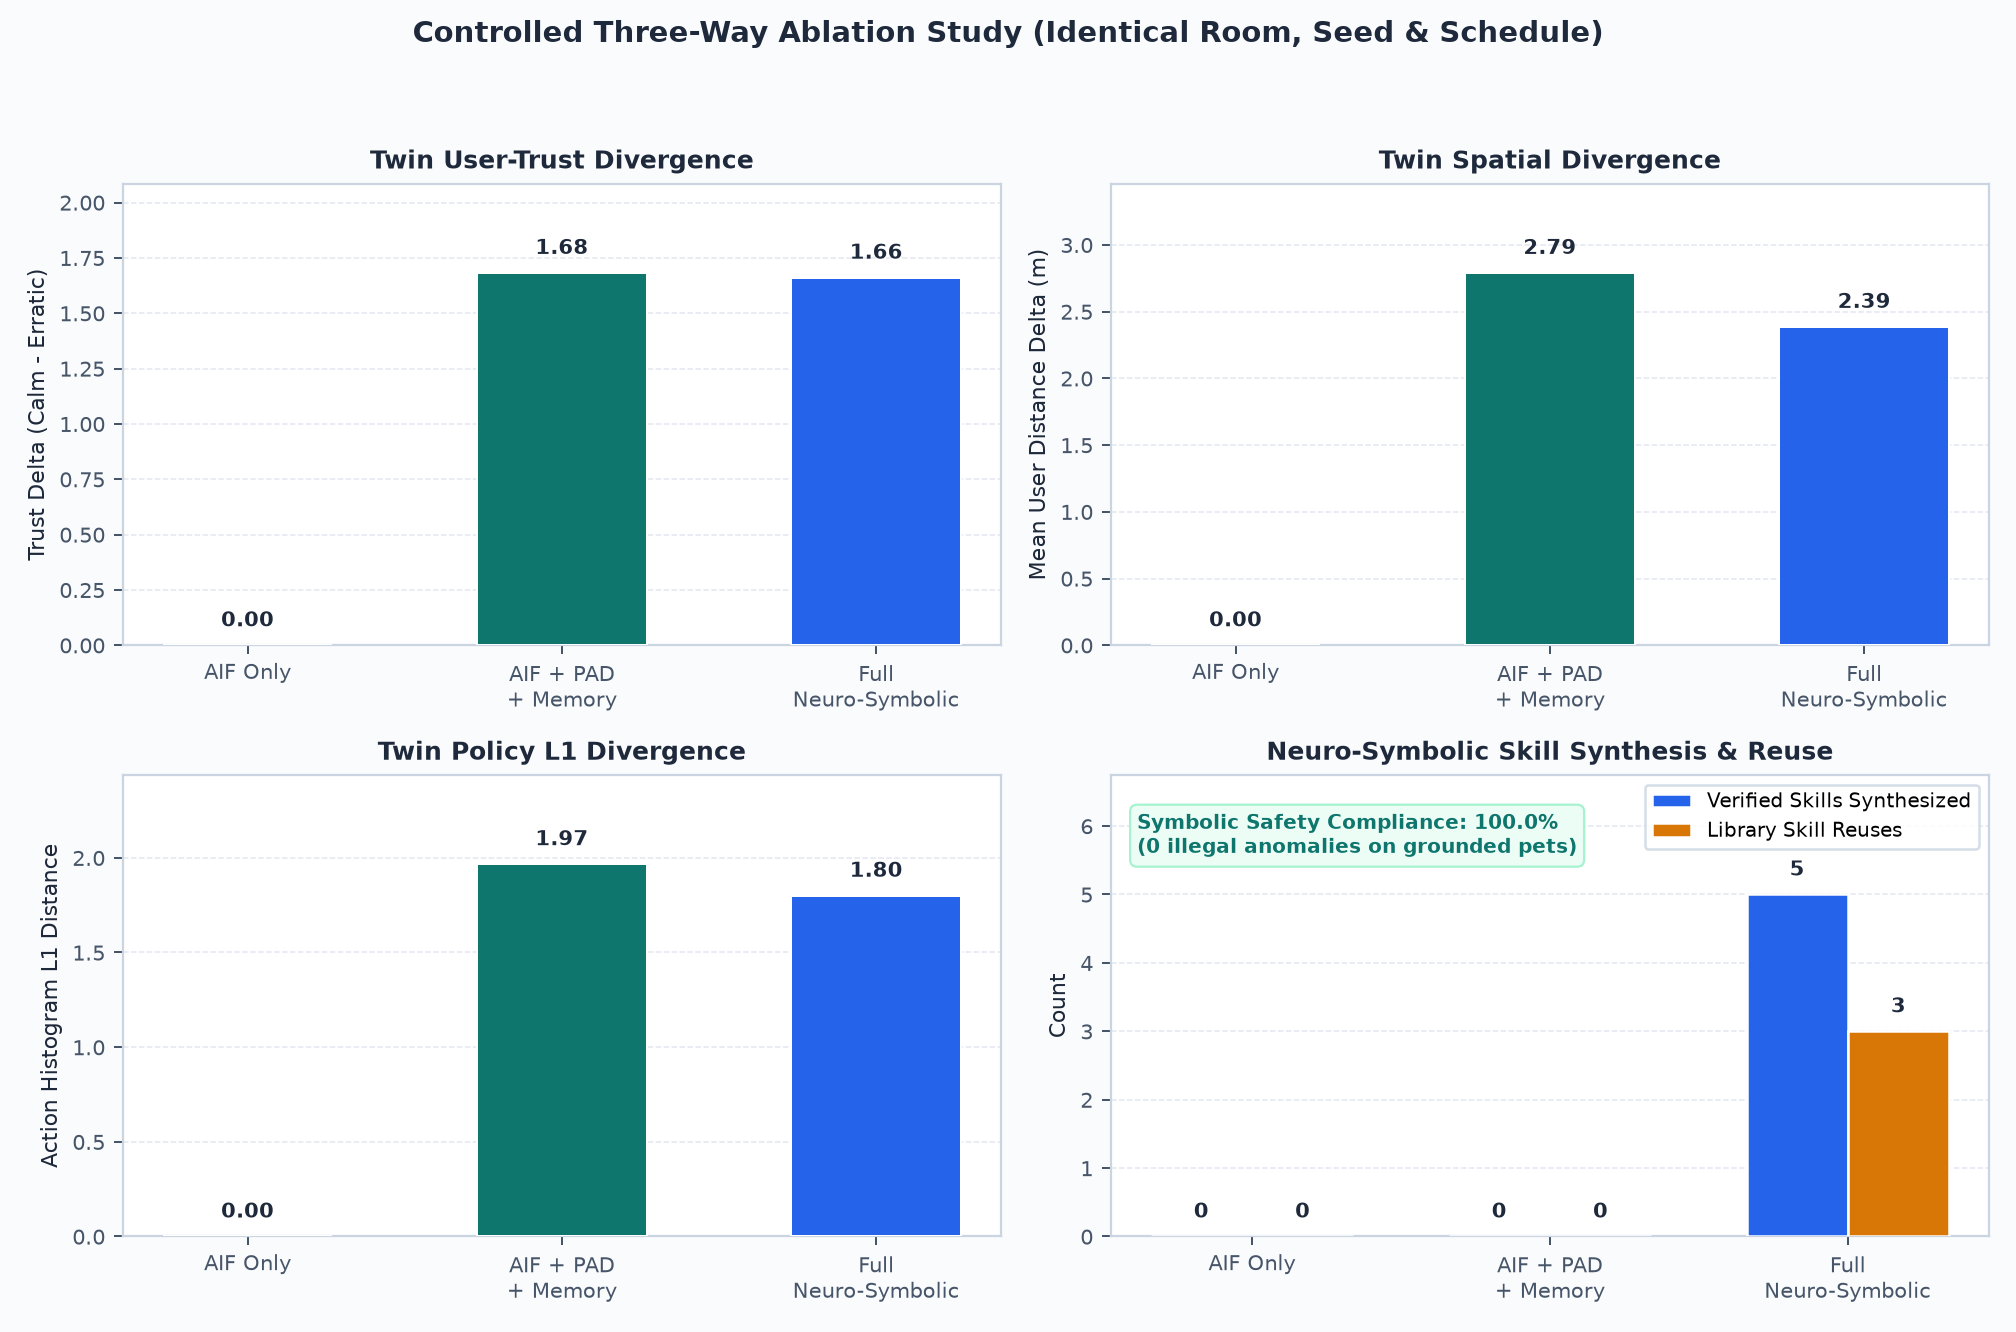 Controlled Three-Way Ablation Study (Identical Room, Seed & Schedule)
Twin User-Trust Divergence
Trust Delta (Calm - Erratic)
2.00
1.75
1.50
1.25
1.00
0.75
0.50
0.25
0.00
0.00
1.68
1.66
AIF Only
AIF + PAD
+ Memory
Full
Neuro-Symbolic
Twin Spatial Divergence
Mean User Distance Delta (m)
3.0
2.5
2.0
1.5
1.0
0.5
0.0
0.00
2.79
2.39
AIF Only
AIF + PAD
+ Memory
Full
Neuro-Symbolic
Twin Policy L1 Divergence
Action Histogram L1 Distance
2.0
1.5
1.0
0.5
0.0
0.00
1.97
1.80
AIF Only
AIF + PAD
+ Memory
Full
Neuro-Symbolic
Neuro-Symbolic Skill Synthesis & Reuse
Count
6
5
4
3
2
1
0
Symbolic Safety Compliance: 100.0%
(0 illegal anomalies on grounded pets)
Verified Skills Synthesized
Library Skill Reuses
0
0
0
0
5
3
AIF Only
AIF + PAD
+ Memory
Full
Neuro-Symbolic